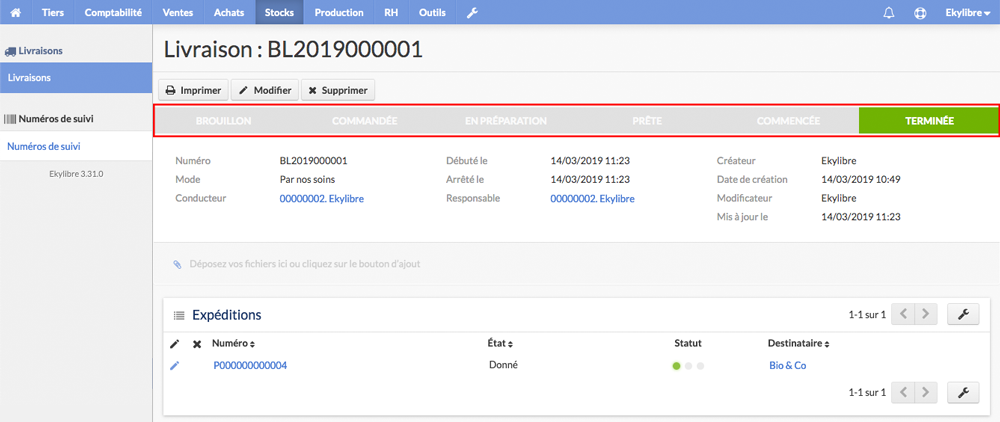 Tiers Comptabilité Ventes Achats Stocks Production RH Outils Ekylibre
Livraisons
Livraisons
Numéros de suivi
Numéros de suivi
Ekylibre 3.31.0
Livraison : BL2019000001
Imprimer Modifier Supprimer
BROUILLON COMMANDÉE EN PRÉPARATION PRÊTE COMMENCÉE TERMINÉE
Numéro BL2019000001 Débuté le 14/03/2019 11:23 Créateur Ekylibre
Mode Par nos soins Arrêté le 14/03/2019 11:23 Date de création 14/03/2019 10:49
Conducteur 00000002. Ekylibre Responsable 00000002. Ekylibre Modificateur Ekylibre
Mis à jour le 14/03/2019 11:23
Déposez vos fichiers ici ou cliquez sur le bouton d'ajout
Expéditions 1-1 sur 1
Numéro État Statut Destinataire
P000000000004 Donné Bio & Co
1-1 sur 1